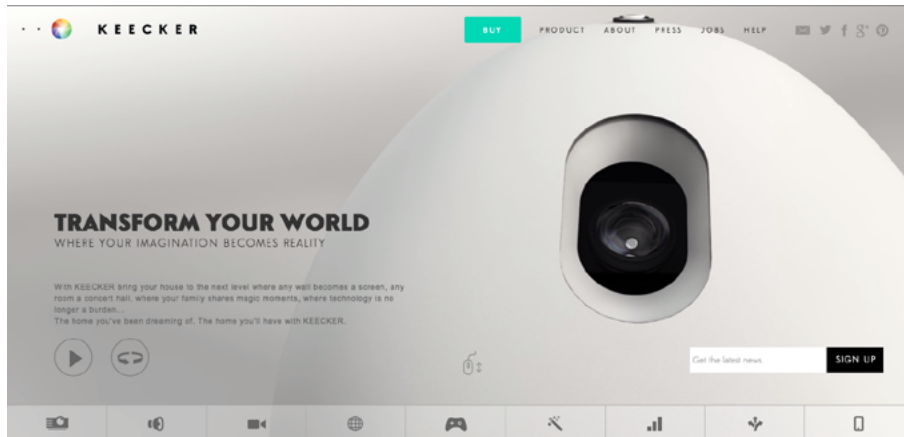 KEECKER
BUY PRODUCT ABOUT PRESS JOBS HELP
TRANSFORM YOUR WORLD
WHERE YOUR IMAGINATION BECOMES REALITY
With KEECKER bring your house to the next level where any wall becomes a screen, any
room a concert hall, where your family shares magic moments, where technology is no
longer a burden...
The home you've been dreaming of. The home you'll have with KEECKER.
Get the latest news
SIGN UP